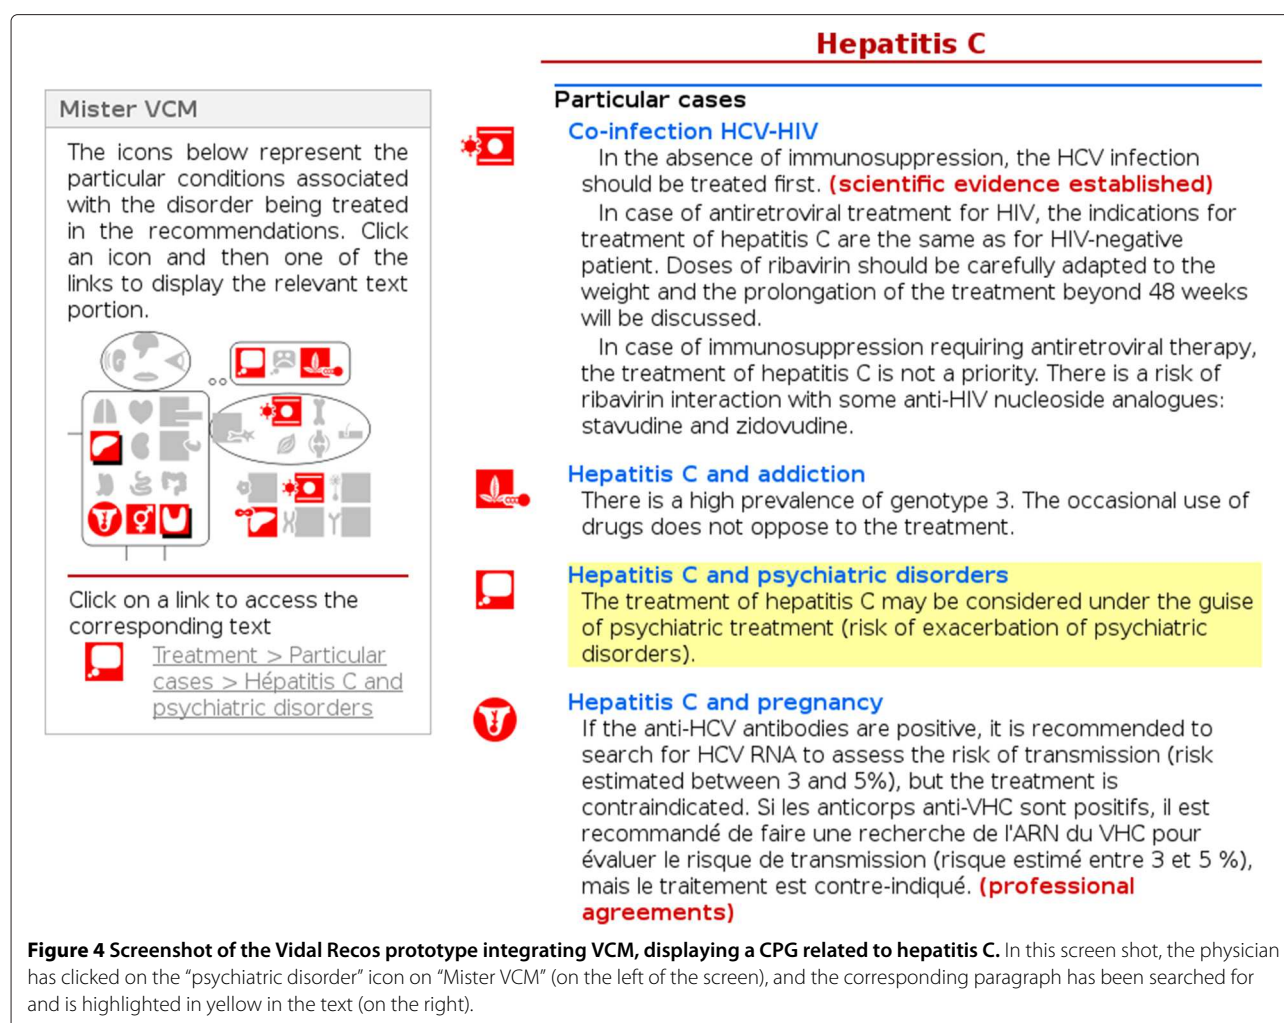 Hepatitis C
Mister VCM
The icons below represent the
particular conditions associated
with the disorder being treated
in the recommendations. Click
an icon and then one of the
links to display the relevant text
portion.
Click on a link to access the
corresponding text
Treatment > Particular
cases > Hépatitis C and
psychiatric disorders
Particular cases
Co-infection HCV-HIV
In the absence of immunosuppression, the HCV infection
should be treated first. (scientific evidence established)
In case of antiretroviral treatment for HIV, the indications for
treatment of hepatitis C are the same as for HIV-negative
patient. Doses of ribavirin should be carefully adapted to the
weight and the prolongation of the treatment beyond 48 weeks
will be discussed.
In case of immunosuppression requiring antiretroviral therapy,
the treatment of hepatitis C is not a priority. There is a risk of
ribavirin interaction with some anti-HIV nucleoside analogues:
stavudine and zidovudine.
Hepatitis C and addiction
There is a high prevalence of genotype 3. The occasional use of
drugs does not oppose to the treatment.
Hepatitis C and psychiatric disorders
The treatment of hepatitis C may be considered under the guise
of psychiatric treatment (risk of exacerbation of psychiatric
disorders).
Hepatitis C and pregnancy
If the anti-HCV antibodies are positive, it is recommended to
search for HCV RNA to assess the risk of transmission (risk
estimated between 3 and 5%), but the treatment is
contraindicated. Si les anticorps anti-VHC sont positifs, il est
recommandé de faire une recherche de l'ARN du VHC pour
évaluer le risque de transmission (risque estimé entre 3 et 5 %),
mais le traitement est contre-indiqué. (professional
agreements)
Figure 4 Screenshot of the Vidal Recos prototype integrating VCM, displaying a CPG related to hepatitis C. In this screen shot, the physician
has clicked on the “psychiatric disorder” icon on “Mister VCM” (on the left of the screen), and the corresponding paragraph has been searched for
and is highlighted in yellow in the text (on the right).